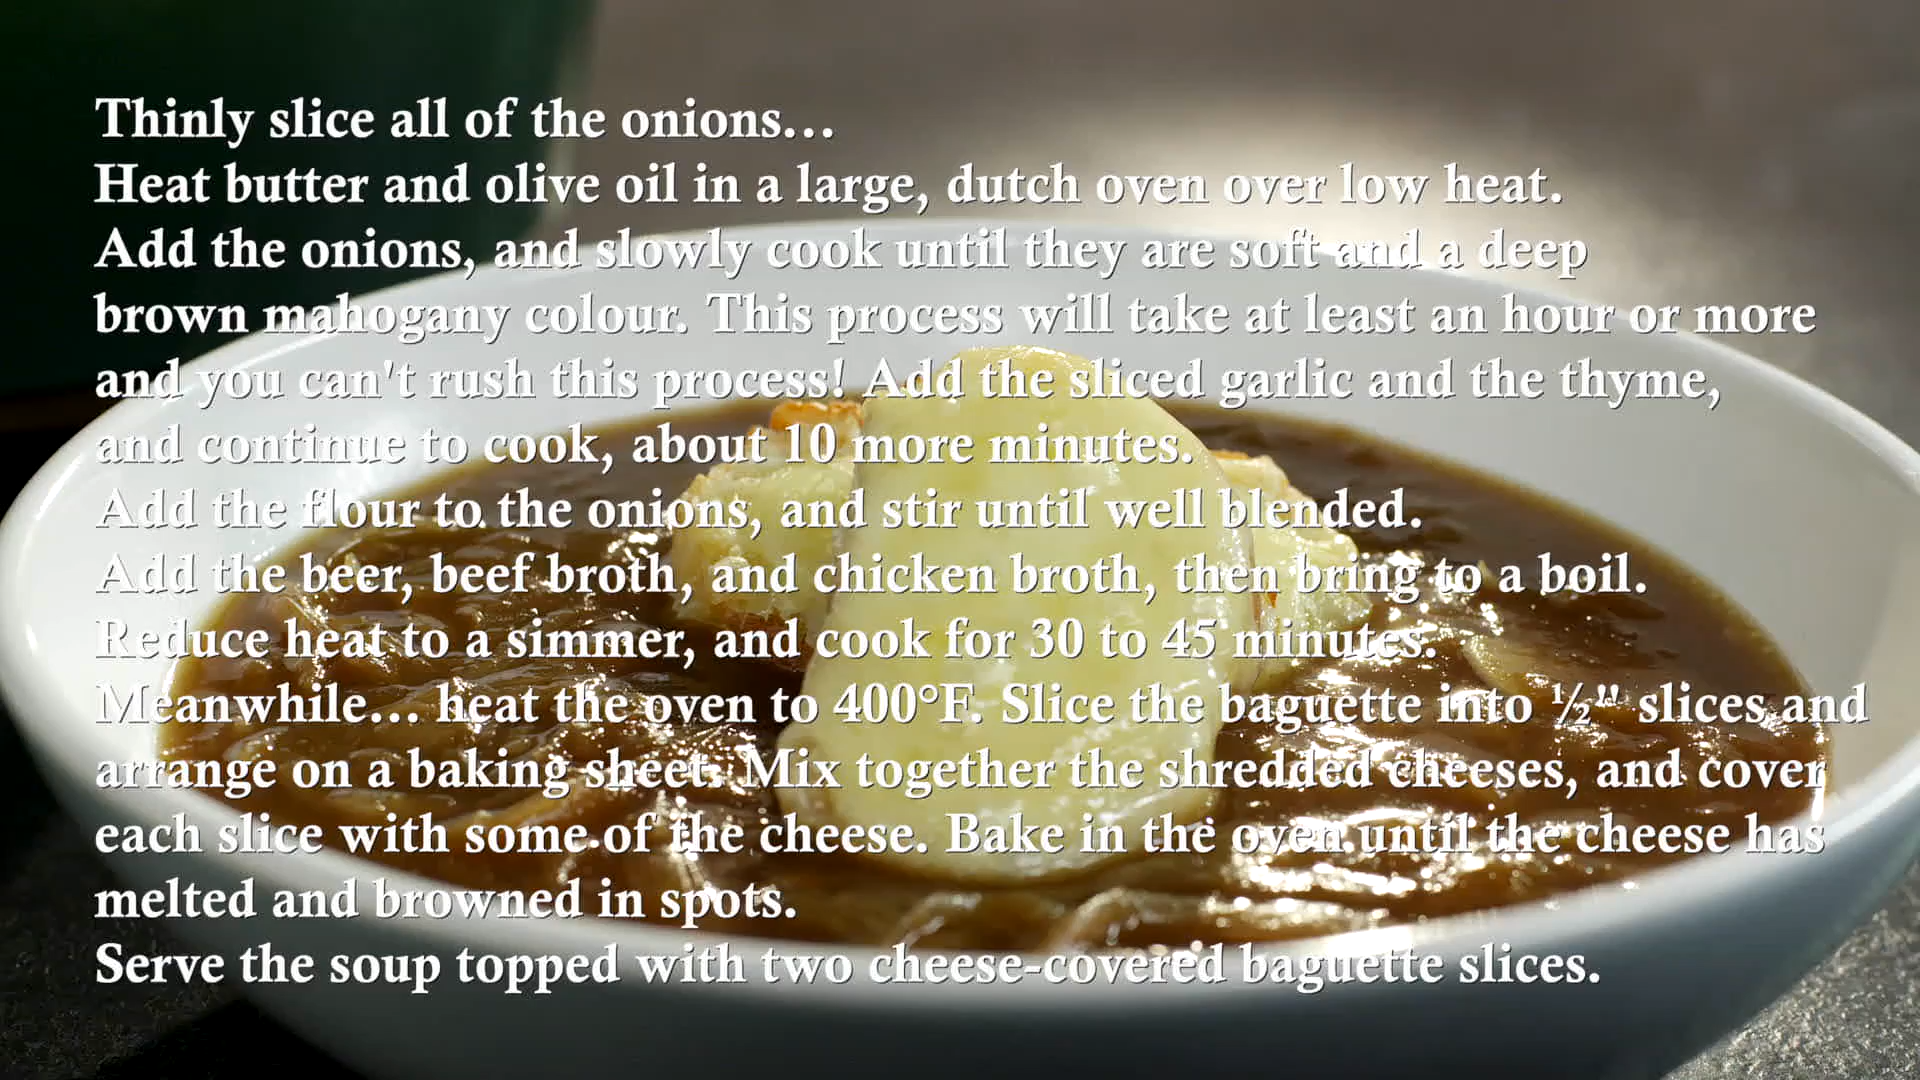 Thinly slice all of the onions...
Heat butter and olive oil in a large, dutch oven over low heat.
Add the onions, and slowly cook until they are soft and a deep
brown mahogany colour. This process will take at least an hour or more
and you can't rush this process! Add the sliced garlic and the thyme,
and continue to cook, about 10 more minutes.
Add the flour to the onions, and stir until well blended.
Add the beer, beef broth, and chicken broth, then bring to a boil.
Reduce heat to a simmer, and cook for 30 to 45 minutes.
Meanwhile... heat the oven to 400°F. Slice the baguette into ½" slices and
arrange on a baking sheet. Mix together the shredded cheeses, and cover
each slice with some of the cheese. Bake in the oven until the cheese has
melted and browned in spots.
Serve the soup topped with two cheese-covered baguette slices.